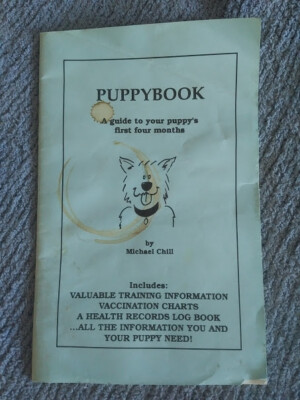 PUPPYBOOK
A guide to your puppy's
first four months
by
Michael Chill
Includes:
VALUABLE TRAINING INFORMATION
VACCINATION CHARTS
A HEALTH RECORDS LOG BOOK
...ALL THE INFORMATION YOU AND
YOUR PUPPY NEED!